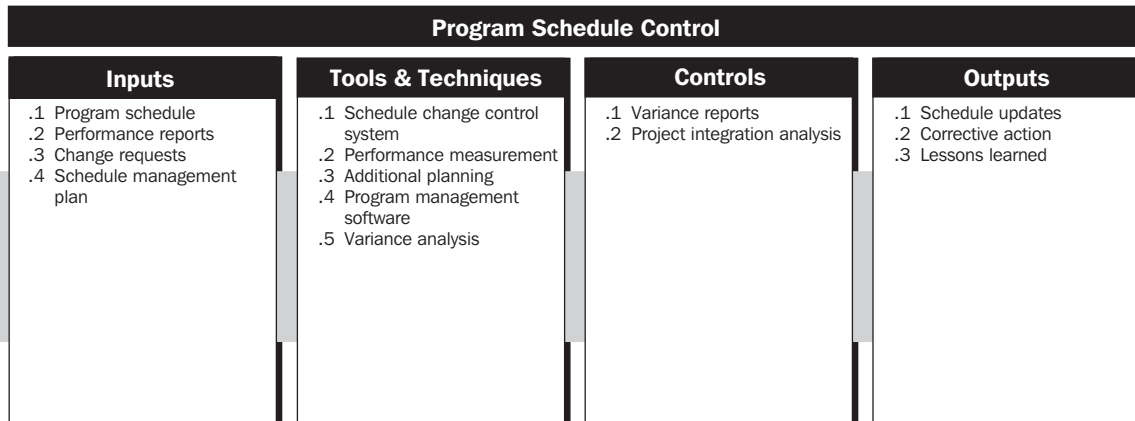 Program Schedule Control
Inputs
.1 Program schedule
.2 Performance reports
.3 Change requests
.4 Schedule management
plan
Tools & Techniques
.1 Schedule change control
system
.2 Performance measurement
.3 Additional planning
.4 Program management
software
.5 Variance analysis
Controls
.1 Variance reports
.2 Project integration analysis
Outputs
.1 Schedule updates
.2 Corrective action
.3 Lessons learned